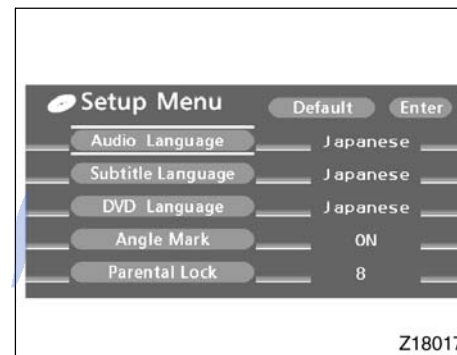 Setup Menu Default Enter
Audio Language Japanese
Subtitle Language Japanese
DVD Language Japanese
Angle Mark ON
Parental Lock 8
Z18017